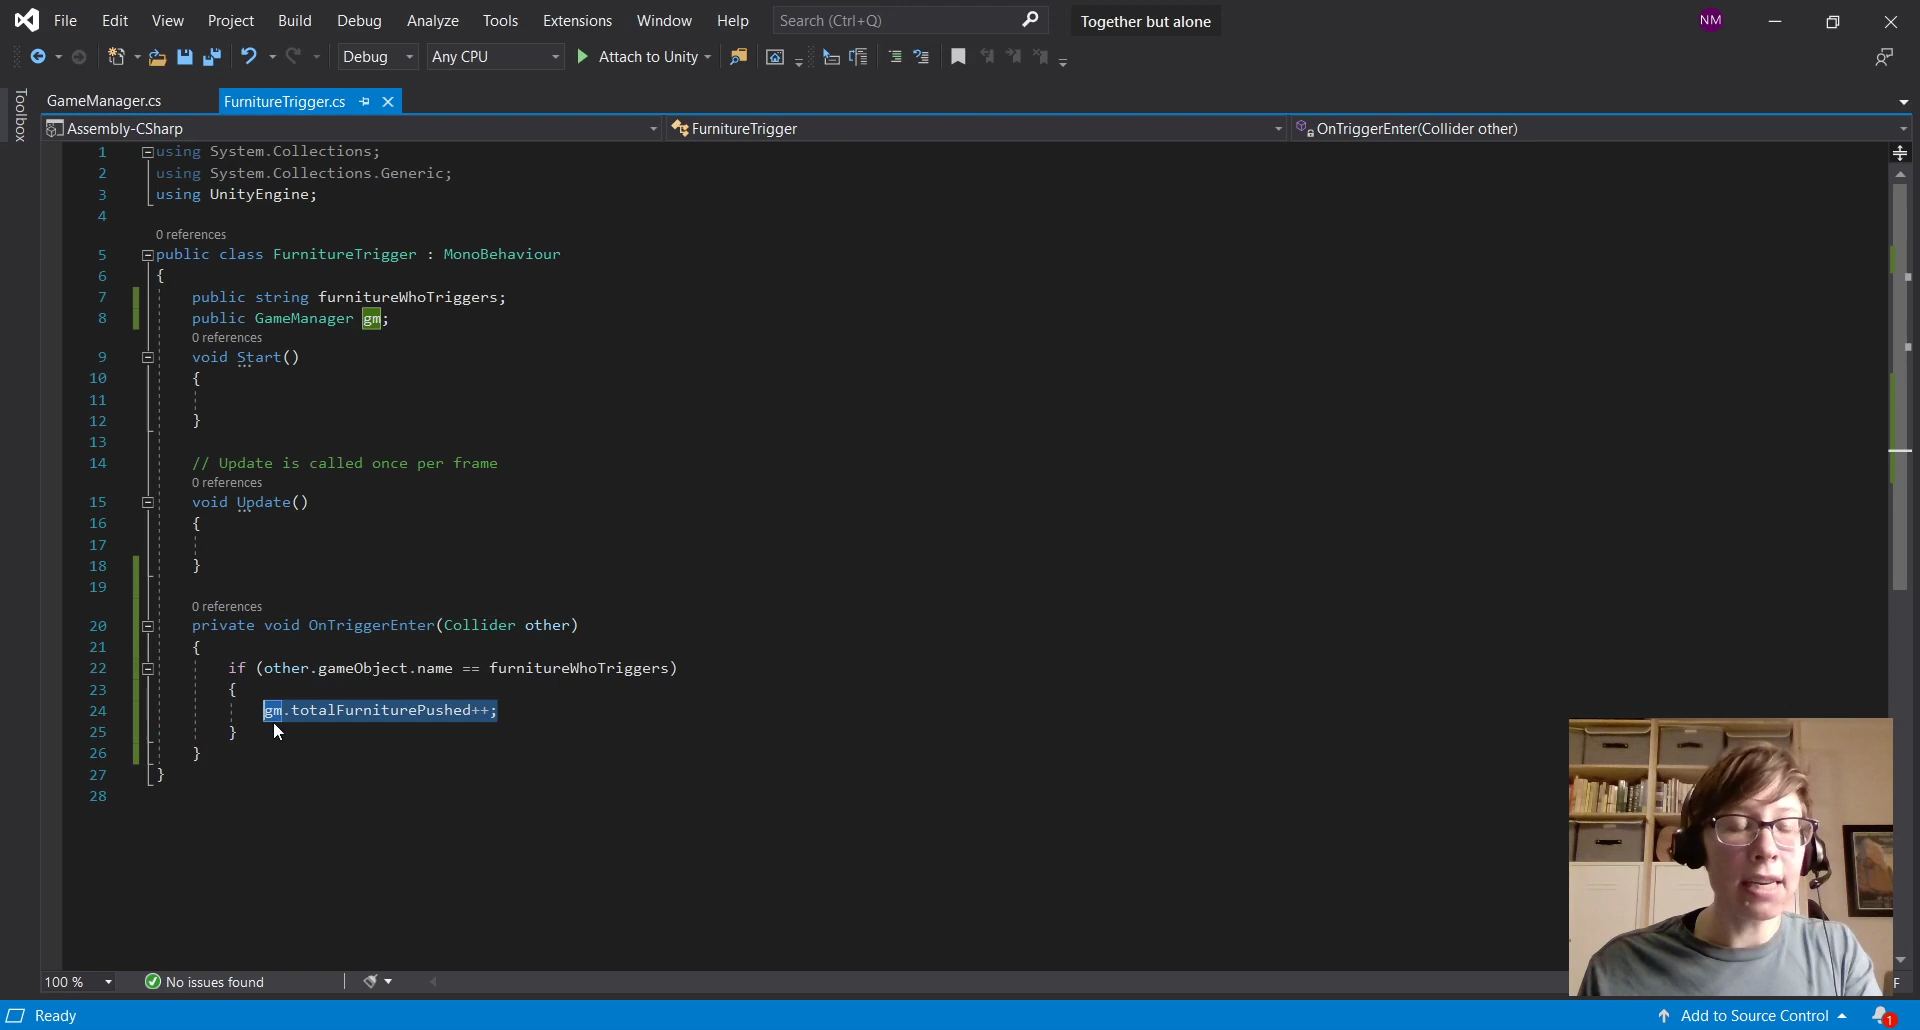 File Edit View Project Build Debug Analyze Tools Extensions Window Help Search (Ctrl+Q) Together but alone NM
Debug Any CPU Attach to Unity
Toolbox
GameManager.cs FurnitureTrigger.cs
Assembly-CSharp FurnitureTrigger OnTriggerEnter(Collider other)
1 using System.Collections;
2 using System.Collections.Generic;
3 using UnityEngine;
4
0 references
5 public class FurnitureTrigger : MonoBehaviour
6 {
7 public string furnitureWhoTriggers;
8 public GameManager gm;
0 references
9 void Start()
10 {
11
12 }
13
14 // Update is called once per frame
0 references
15 void Update()
16 {
17
18 }
19
0 references
20 private void OnTriggerEnter(Collider other)
21 {
22 if (other.gameObject.name == furnitureWhoTriggers)
23 {
24 gm.totalFurniturePushed++;
25 }
26 }
27 }
28
100 % No issues found F
Ready Add to Source Control 1